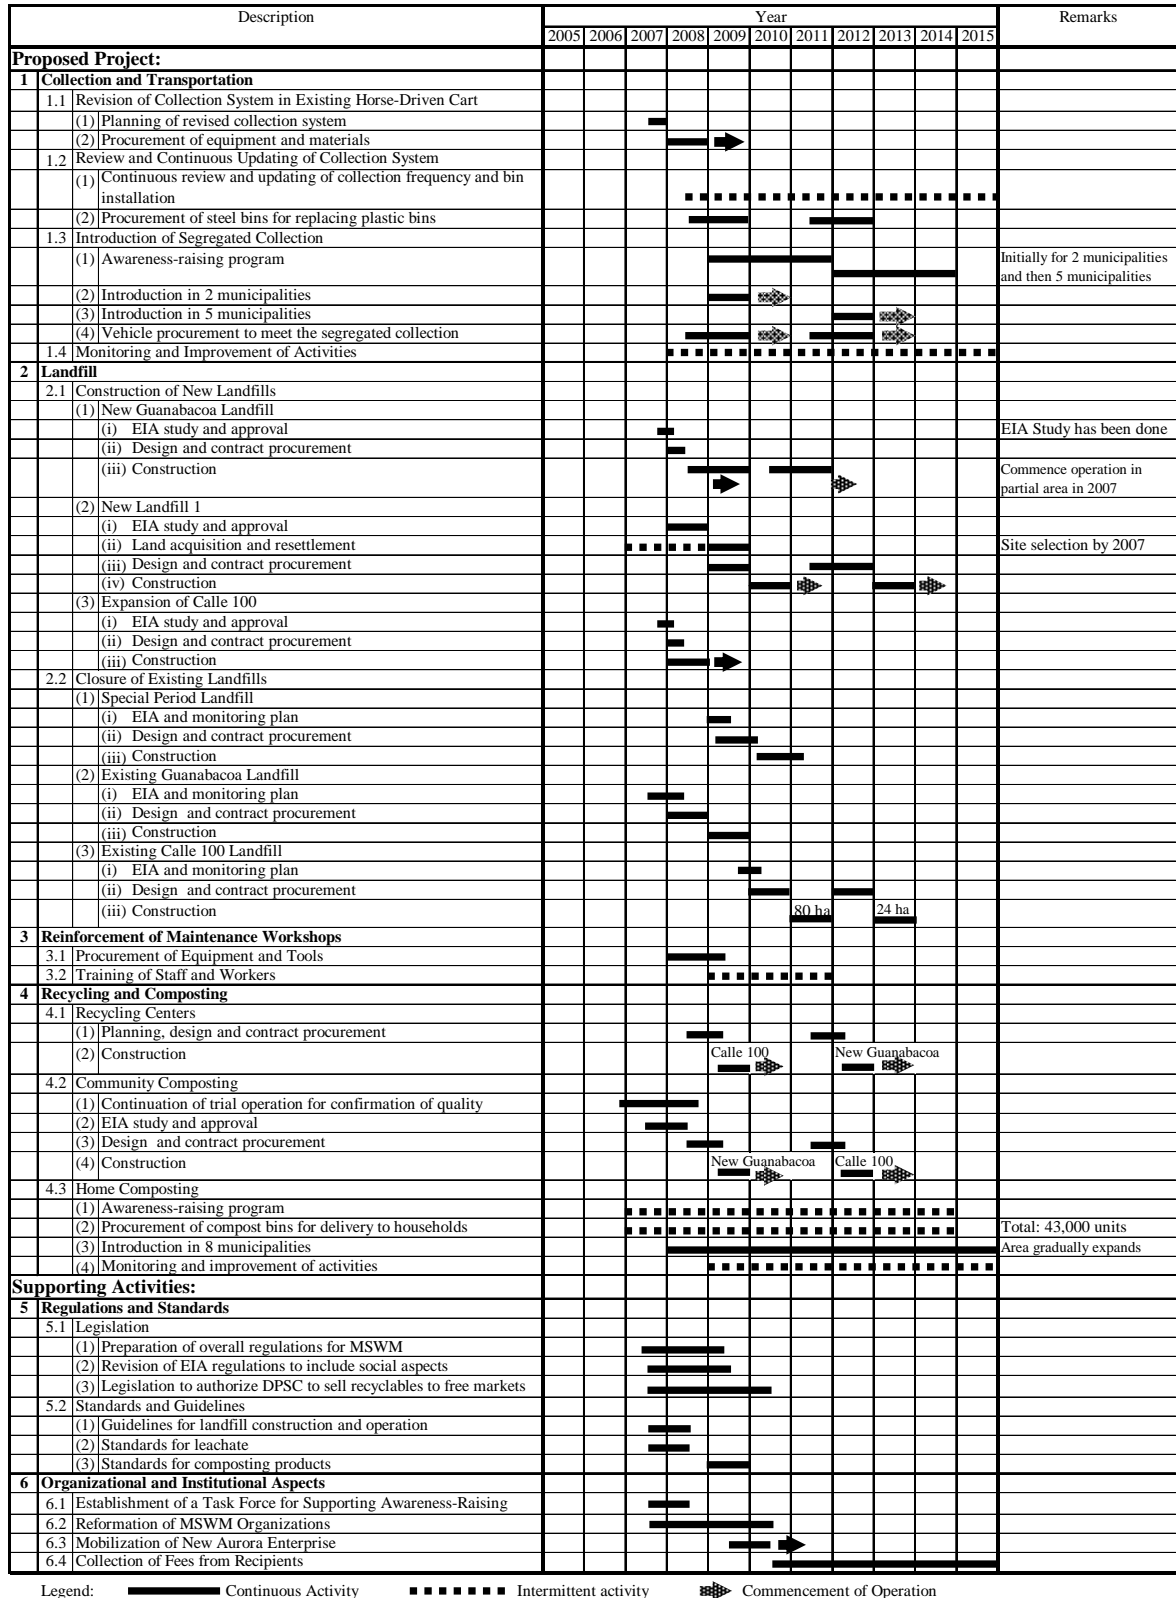 Description Year Remarks
2005 2006 2007 2008 2009 2010 2011 2012 2013 2014 2015
Proposed Project:
1 Collection and Transportation
1.1 Revision of Collection System in Existing Horse-Driven Cart
(1) Planning of revised collection system
(2) Procurement of equipment and materials
1.2 Review and Continuous Updating of Collection System
(1) Continuous review and updating of collection frequency and bin
installation
(2) Procurement of steel bins for replacing plastic bins
1.3 Introduction of Segregated Collection
(1) Awareness-raising program Initially for 2 municipalities
and then 5 municipalities
(2) Introduction in 2 municipalities
(3) Introduction in 5 municipalities
(4) Vehicle procurement to meet the segregated collection
1.4 Monitoring and Improvement of Activities
2 Landfill
2.1 Construction of New Landfills
(1) New Guanabacoa Landfill
(i) EIA study and approval EIA Study has been done
(ii) Design and contract procurement
(iii) Construction Commence operation in
partial area in 2007
(2) New Landfill 1
(i) EIA study and approval
(ii) Land acquisition and resettlement Site selection by 2007
(iii) Design and contract procurement
(iv) Construction
(3) Expansion of Calle 100
(i) EIA study and approval
(ii) Design and contract procurement
(iii) Construction
2.2 Closure of Existing Landfills
(1) Special Period Landfill
(i) EIA and monitoring plan
(ii) Design and contract procurement
(iii) Construction
(2) Existing Guanabacoa Landfill
(i) EIA and monitoring plan
(ii) Design and contract procurement
(iii) Construction
(3) Existing Calle 100 Landfill
(i) EIA and monitoring plan
(ii) Design and contract procurement
(iii) Construction 80 ha 24 ha
3 Reinforcement of Maintenance Workshops
3.1 Procurement of Equipment and Tools
3.2 Training of Staff and Workers
4 Recycling and Composting
4.1 Recycling Centers
(1) Planning, design and contract procurement
(2) Construction Calle 100 New Guanabacoa
4.2 Community Composting
(1) Continuation of trial operation for confirmation of quality
(2) EIA study and approval
(3) Design and contract procurement
(4) Construction New Guanabacoa Calle 100
4.3 Home Composting
(1) Awareness-raising program
(2) Procurement of compost bins for delivery to households Total: 43,000 units
(3) Introduction in 8 municipalities Area gradually expands
(4) Monitoring and improvement of activities
Supporting Activities:
5 Regulations and Standards
5.1 Legislation
(1) Preparation of overall regulations for MSWM
(2) Revision of EIA regulations to include social aspects
(3) Legislation to authorize DPSC to sell recyclables to free markets
5.2 Standards and Guidelines
(1) Guidelines for landfill construction and operation
(2) Standards for leachate
(3) Standards for composting products
6 Organizational and Institutional Aspects
6.1 Establishment of a Task Force for Supporting Awareness-Raising
6.2 Reformation of MSWM Organizations
6.3 Mobilization of New Aurora Enterprise
6.4 Collection of Fees from Recipients
Legend: Continuous Activity Intermittent activity Commencement of Operation